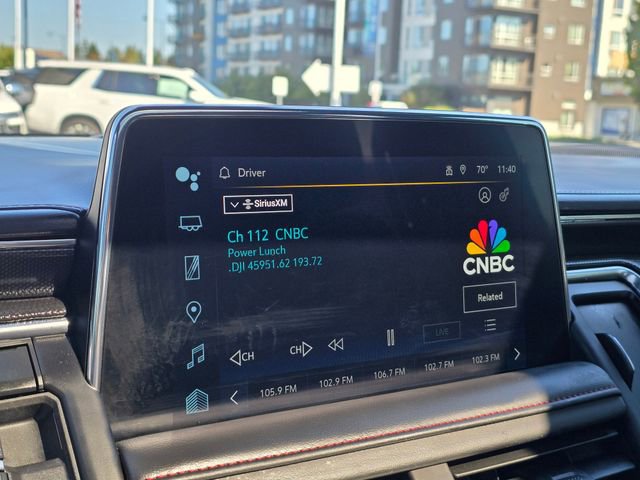 Driver
70° 11:40
SiriusXM
Ch 112 CNBC
Power Lunch
.DJI 45951.62 193.72
CNBC
Related
CH
CH
LIVE
105.9 FM 102.9 FM 106.7 FM 102.7 FM 102.3 FM